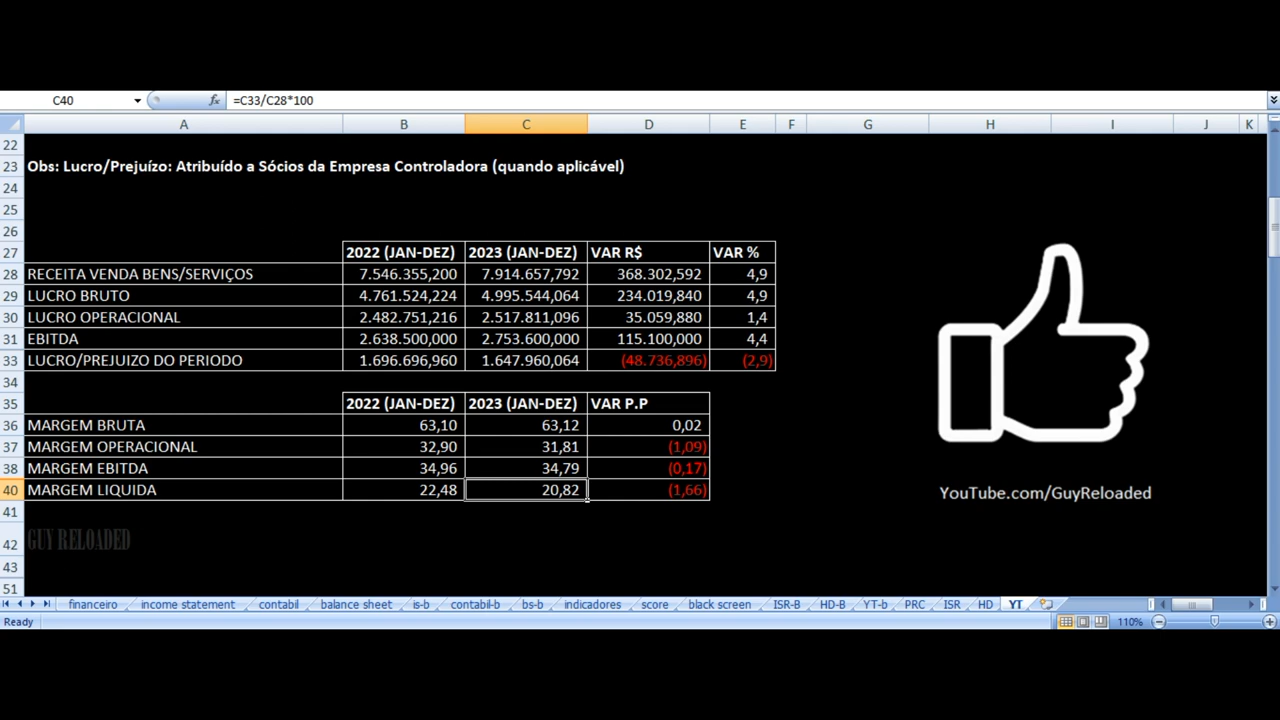 C40 =C33/C28*100
A B C D E F G H I J K
22
23 Obs: Lucro/Prejuízo: Atribuído a Sócios da Empresa Controladora (quando aplicável)
24
25
26
27 2022 (JAN-DEZ) 2023 (JAN-DEZ) VAR R$ VAR %
28 RECEITA VENDA BENS/SERVIÇOS 7.546.355,200 7.914.657,792 368.302,592 4,9
29 LUCRO BRUTO 4.761.524,224 4.995.544,064 234.019,840 4,9
30 LUCRO OPERACIONAL 2.482.751,216 2.517.811,096 35.059,880 1,4
31 EBITDA 2.638.500,000 2.753.600,000 115.100,000 4,4
33 LUCRO/PREJUIZO DO PERIODO 1.696.696,960 1.647.960,064 (48.736,896) (2,9)
34
35 2022 (JAN-DEZ) 2023 (JAN-DEZ) VAR P.P
36 MARGEM BRUTA 63,10 63,12 0,02
37 MARGEM OPERACIONAL 32,90 31,81 (1,09)
38 MARGEM EBITDA 34,96 34,79 (0,17)
40 MARGEM LIQUIDA 22,48 20,82 (1,66)
YouTube.com/GuyReloaded
41
42 GUY RELOADED
43
51
financeiro income statement contabil balance sheet is-b contabil-b bs-b indicadores score black screen ISR-B HD-B YT-b PRC ISR HD YT
Ready 110%